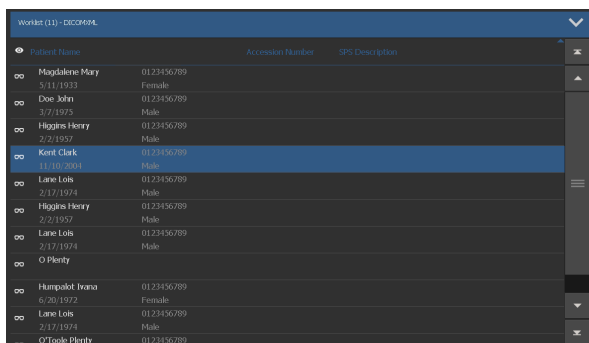 Worklist (11) - DICOMXML
Patient Name Accession Number SPS Description
Magdalene Mary 0123456789
5/11/1933 Female
Doe John 0123456789
3/7/1975 Male
Higgins Henry 0123456789
2/2/1957 Male
Kent Clark 0123456789
11/10/2004 Male
Lane Lois 0123456789
2/17/1974 Male
Higgins Henry 0123456789
2/2/1957 Male
Lane Lois 0123456789
2/17/1974 Male
O Plenty
Humpalot Ivana 0123456789
6/20/1972 Female
Lane Lois 0123456789
2/17/1974 Male
O'Toole Plenty 0123456789